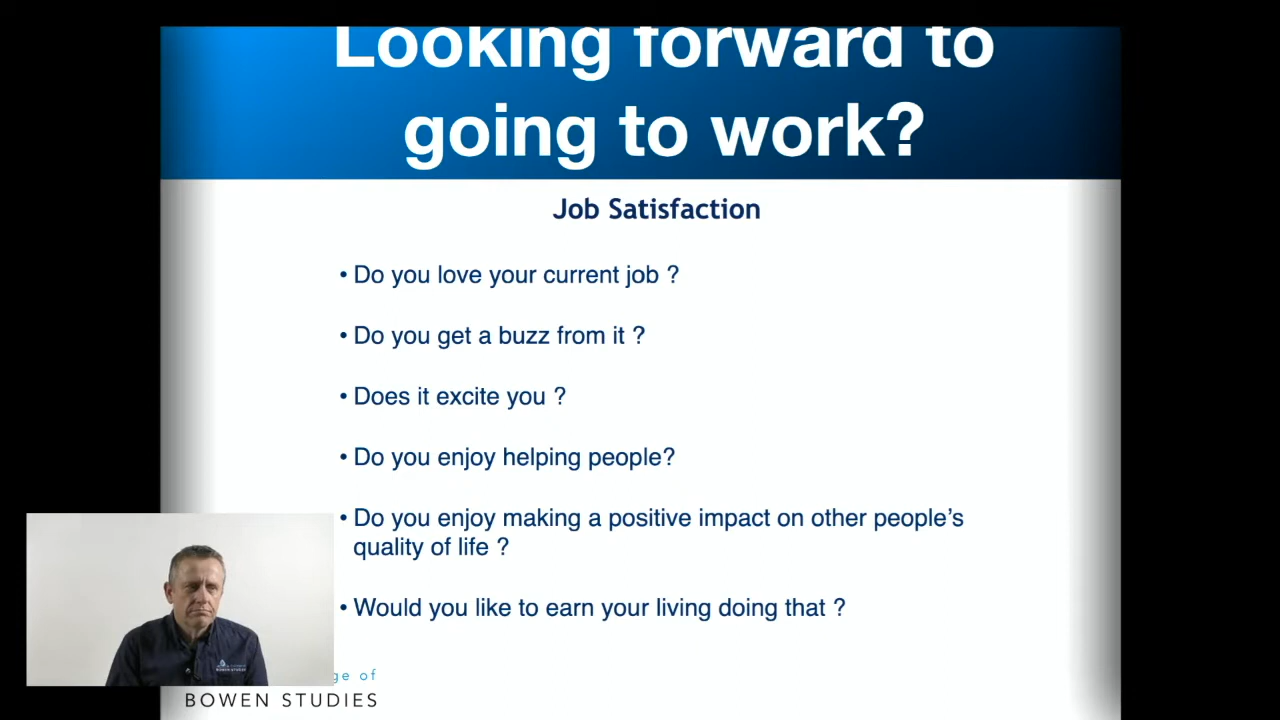 Looking forward to
going to work?
Job Satisfaction
• Do you love your current job ?
• Do you get a buzz from it ?
• Does it excite you ?
• Do you enjoy helping people?
• Do you enjoy making a positive impact on other people’s
quality of life ?
• Would you like to earn your living doing that ?
ge of
BOWEN STUDIES
BOWEN STUDIES